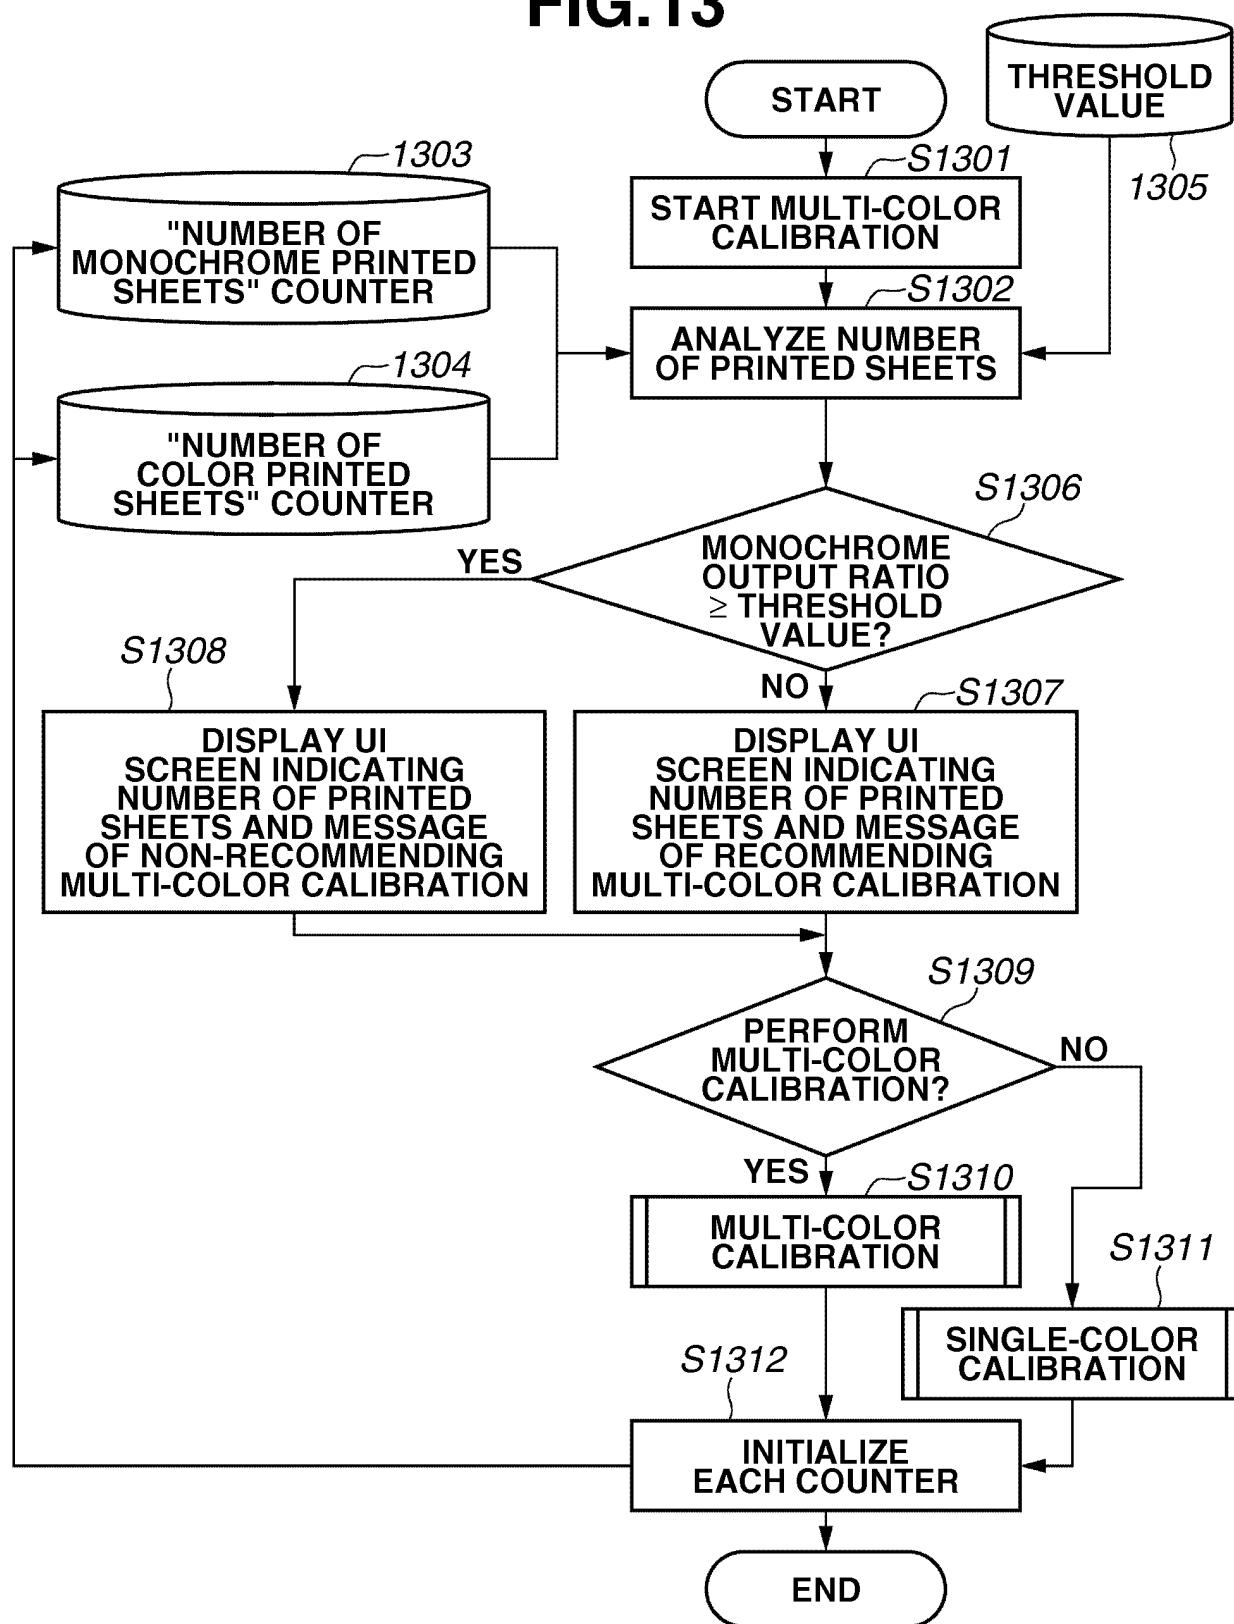 FIG.13
THRESHOLD
VALUE
1305
START
S1301
START MULTI-COLOR
CALIBRATION
1303
"NUMBER OF
MONOCHROME PRINTED
SHEETS" COUNTER
S1302
ANALYZE NUMBER
OF PRINTED SHEETS
1304
"NUMBER OF
COLOR PRINTED
SHEETS" COUNTER
S1306
MONOCHROME
OUTPUT RATIO
≥ THRESHOLD
VALUE?
YES
NO
S1308
DISPLAY UI
SCREEN INDICATING
NUMBER OF PRINTED
SHEETS AND MESSAGE
OF NON-RECOMMENDING
MULTI-COLOR CALIBRATION
S1307
DISPLAY UI
SCREEN INDICATING
NUMBER OF PRINTED
SHEETS AND MESSAGE
OF RECOMMENDING
MULTI-COLOR CALIBRATION
S1309
PERFORM
MULTI-COLOR
CALIBRATION?
NO
YES
S1310
MULTI-COLOR
CALIBRATION
S1311
SINGLE-COLOR
CALIBRATION
S1312
INITIALIZE
EACH COUNTER
END